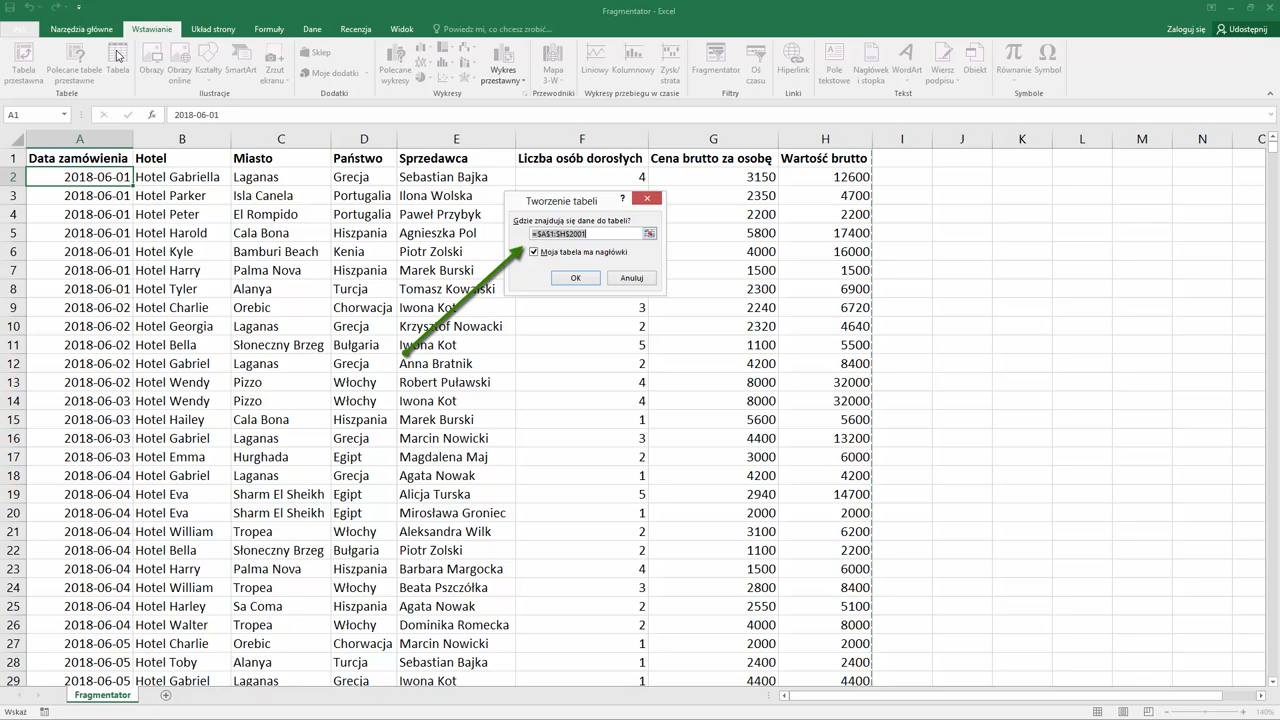 Fragmentator - Excel
Narzędzia główne Wstawianie Układ strony Formuły Dane Recenzja Widok Powiedz mi, co chcesz zrobić... Zaloguj się Udostępnij
Tabela przestawna Polecane tabele przestawne Tabela Obrazy Obrazy online Kształty SmartArt Zrzut ekranu Sklep Moje dodatki Polecane wykresy Wykres przestawny Mapa 3-W Liniowy Kolumnowy Zysk/strata Fragmentator Oś czasu Hiperlink Pole tekstowe Nagłówek i stopka WordArt Wiersz podpisu Obiekt Równanie Symbol
Tabele Ilustracje Dodatki Wykresy Przewodniki Wykresy przebiegu w czasie Filtry Linki Tekst Symbole
A1 fx 2018-06-01
A B C D E F G H I J K L M N
1 Data zamówienia Hotel Miasto Państwo Sprzedawca Liczba osób dorosłych Cena brutto za osobę Wartość brutto
2 2018-06-01 Hotel Gabriella Laganas Grecja Sebastian Bajka 4 3150 12600
3 2018-06-01 Hotel Parker Isla Canela Portugalia Ilona Wolska 2350 4700
4 2018-06-01 Hotel Peter El Rompido Portugalia Paweł Przybyk 2200 2200
5 2018-06-01 Hotel Harold Cala Bona Hiszpania Agnieszka Pol 5800 17400
6 2018-06-01 Hotel Kyle Bamburi Beach Kenia Piotr Zolski 4000 16000
7 2018-06-01 Hotel Harry Palma Nova Hiszpania Marek Burski 1500 1500
8 2018-06-01 Hotel Tyler Alanya Turcja Tomasz Kowalski 2300 6900
9 2018-06-02 Hotel Charlie Orebic Chorwacja Iwona Kot 3 2240 6720
10 2018-06-02 Hotel Georgia Laganas Grecja Krzysztof Nowacki 2 2320 4640
11 2018-06-02 Hotel Bella Słoneczny Brzeg Bułgaria Iwona Kot 5 1100 5500
12 2018-06-02 Hotel Gabriel Laganas Grecja Anna Bratnik 2 4200 8400
13 2018-06-02 Hotel Wendy Pizzo Włochy Robert Puławski 4 8000 32000
14 2018-06-03 Hotel Wendy Pizzo Włochy Iwona Kot 4 8000 32000
15 2018-06-03 Hotel Hailey Cala Bona Hiszpania Marek Burski 1 5600 5600
16 2018-06-03 Hotel Gabriel Laganas Grecja Marcin Nowicki 3 4400 13200
17 2018-06-03 Hotel Emma Hurghada Egipt Magdalena Maj 2 3000 6000
18 2018-06-04 Hotel Gabriel Laganas Grecja Agata Nowak 1 4200 4200
19 2018-06-04 Hotel Eva Sharm El Sheikh Egipt Alicja Turska 5 2940 14700
20 2018-06-04 Hotel Eva Sharm El Sheikh Egipt Mirosława Groniec 1 2000 2000
21 2018-06-04 Hotel William Tropea Włochy Aleksandra Wilk 2 3100 6200
22 2018-06-04 Hotel Bella Słoneczny Brzeg Bułgaria Piotr Zolski 2 1100 2200
23 2018-06-04 Hotel Harry Palma Nova Hiszpania Barbara Margocka 4 1500 6000
24 2018-06-04 Hotel William Tropea Włochy Beata Pszczółka 3 2800 8400
25 2018-06-04 Hotel Harley Sa Coma Hiszpania Agata Nowak 2 2550 5100
26 2018-06-04 Hotel Walter Tropea Włochy Dominika Romecka 2 4000 8000
27 2018-06-05 Hotel Charlie Orebic Chorwacja Marcin Nowicki 1 2000 2000
28 2018-06-05 Hotel Toby Alanya Turcja Sebastian Bajka 1 2400 2400
29 2018-06-05 Hotel Gabriel Laganas Grecja Iwona Kot 1 4400 4400
Tworzenie tabeli
Gdzie znajdują się dane do tabeli?
=$A$1:$H$2001
Moja tabela ma nagłówki
OK Anuluj
Fragmentator
Wskaż 140%